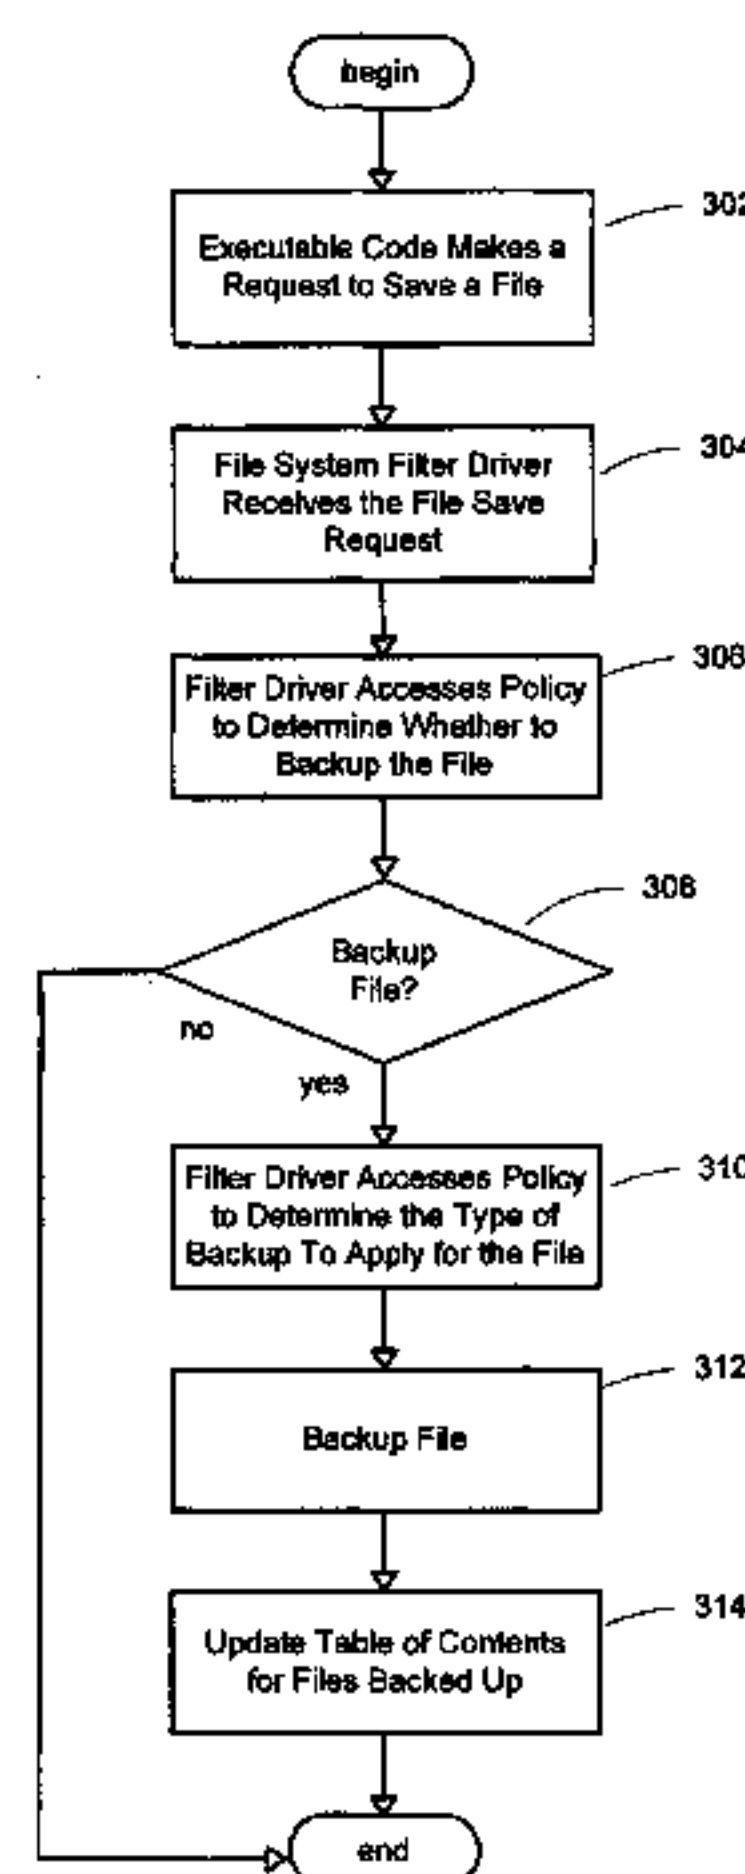 begin
302
Executable Code Makes a
Request to Save a File
304
File System Filter Driver
Receives the File Save
Request
306
Filter Driver Accesses Policy
to Determine Whether to
Backup the File
308
Backup
File?
no
yes
310
Filter Driver Accesses Policy
to Determine the Type of
Backup To Apply for the File
312
Backup File
314
Update Table of Contents
for Files Backed Up
end